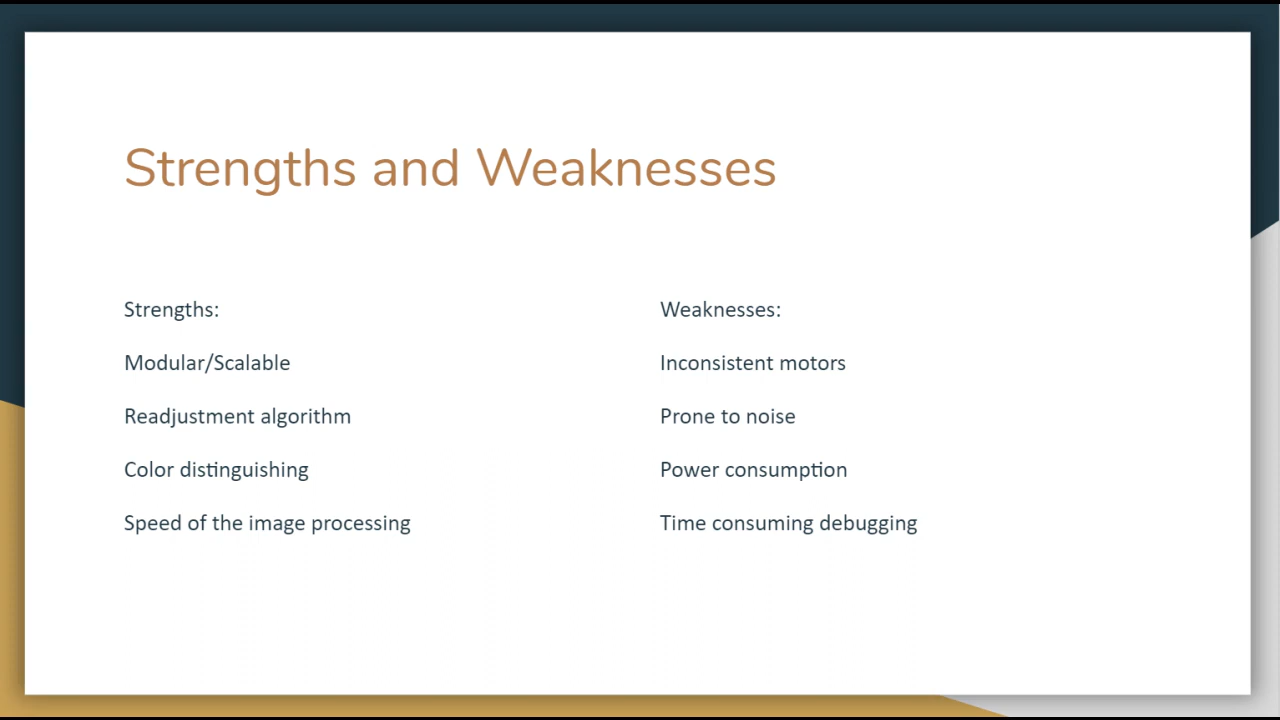 Strengths and Weaknesses
Strengths:
Modular/Scalable
Readjustment algorithm
Color distinguishing
Speed of the image processing
Weaknesses:
Inconsistent motors
Prone to noise
Power consumption
Time consuming debugging